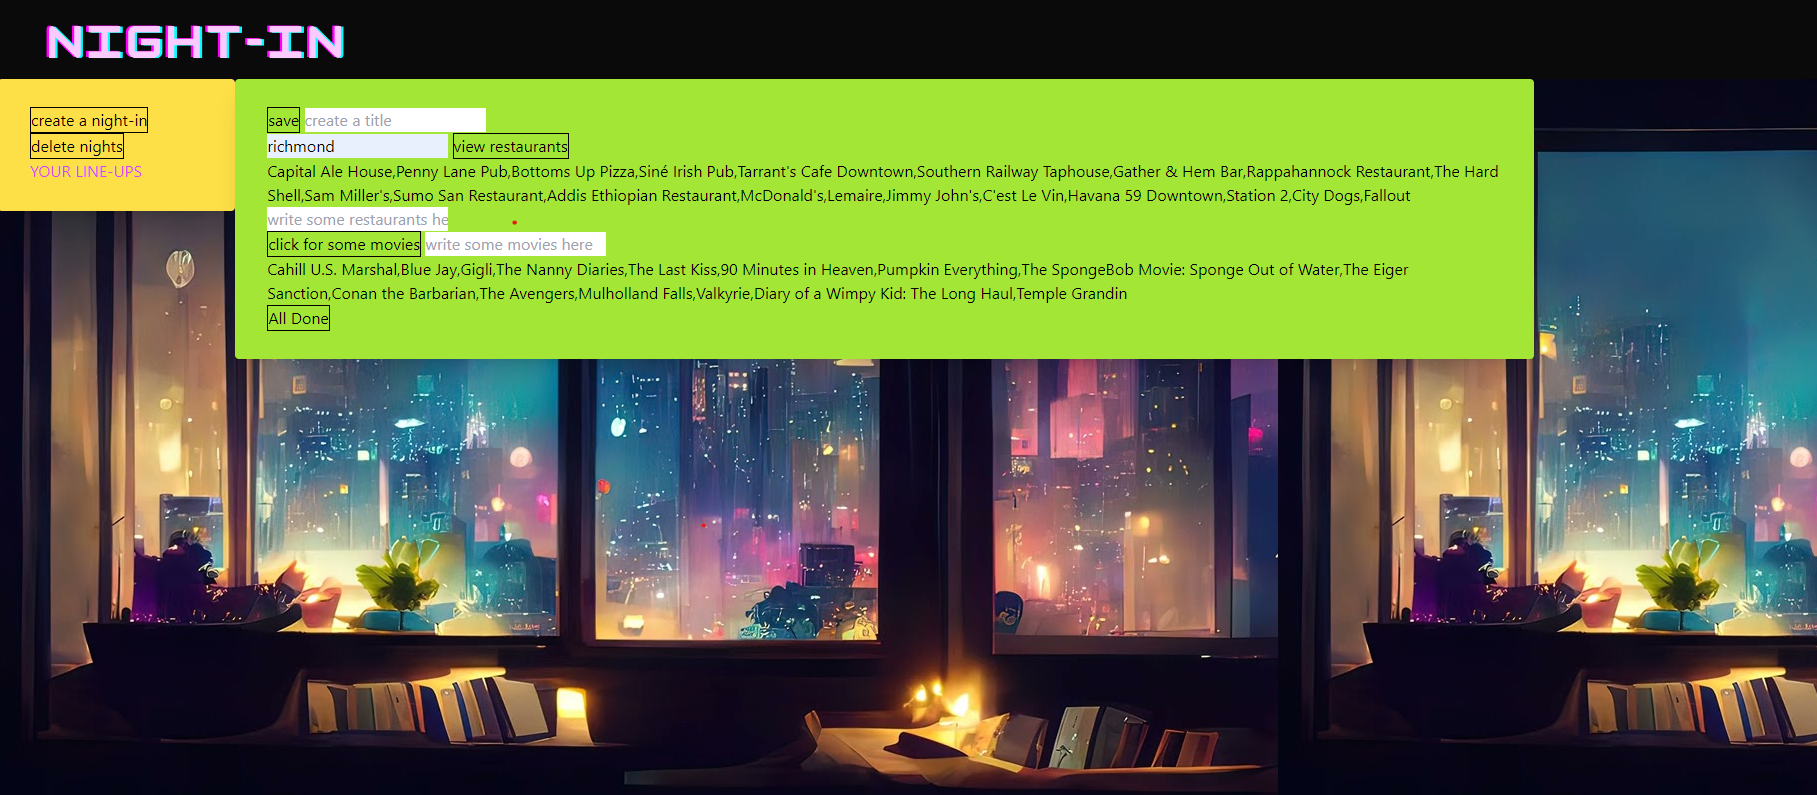 NIGHT-IN
create a night-in
delete nights
YOUR LINE-UPS
save create a title
richmond view restaurants
Capital Ale House,Penny Lane Pub,Bottoms Up Pizza,Siné Irish Pub,Tarrant's Cafe Downtown,Southern Railway Taphouse,Gather & Hem Bar,Rappahannock Restaurant,The Hard
Shell,Sam Miller's,Sumo San Restaurant,Addis Ethiopian Restaurant,McDonald's,Lemaire,Jimmy John's,C'est Le Vin,Havana 59 Downtown,Station 2,City Dogs,Fallout
write some restaurants he
click for some movies write some movies here
Cahill U.S. Marshal,Blue Jay,Gigli,The Nanny Diaries,The Last Kiss,90 Minutes in Heaven,Pumpkin Everything,The SpongeBob Movie: Sponge Out of Water,The Eiger
Sanction,Conan the Barbarian,The Avengers,Mulholland Falls,Valkyrie,Diary of a Wimpy Kid: The Long Haul,Temple Grandin
All Done